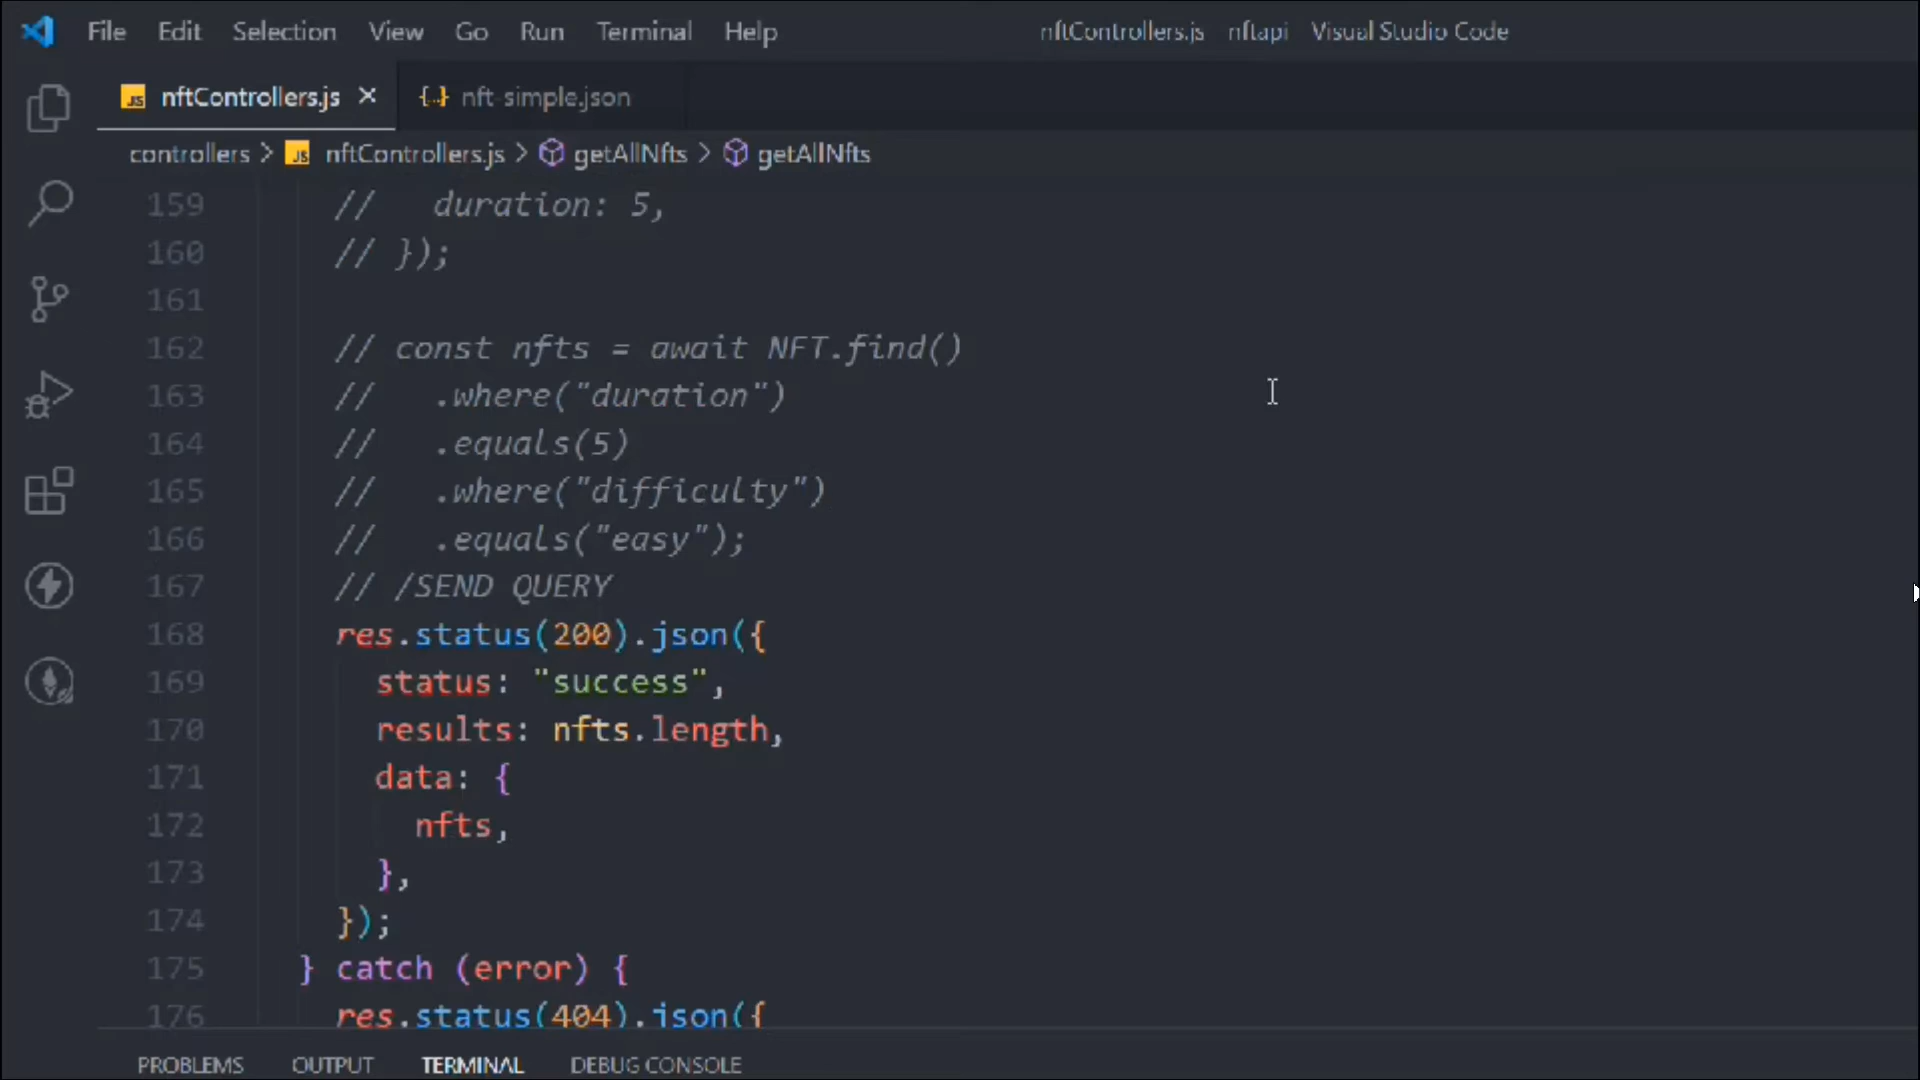 File Edit Selection View Go Run Terminal Help nftControllers.js nftapi Visual Studio Code
JS nftControllers.js × {..} nft-simple.json
controllers > JS nftControllers.js > getAllNfts > getAllNfts
159 //   duration: 5,
160 // });
161
162 // const nfts = await NFT.find()
163 //   .where("duration")
164 //   .equals(5)
165 //   .where("difficulty")
166 //   .equals("easy");
167 // /SEND QUERY
168 res.status(200).json({
169 status: "success",
170 results: nfts.length,
171 data: {
172 nfts,
173 },
174 });
175 } catch (error) {
176 res.status(404).json({
PROBLEMS OUTPUT TERMINAL DEBUG CONSOLE